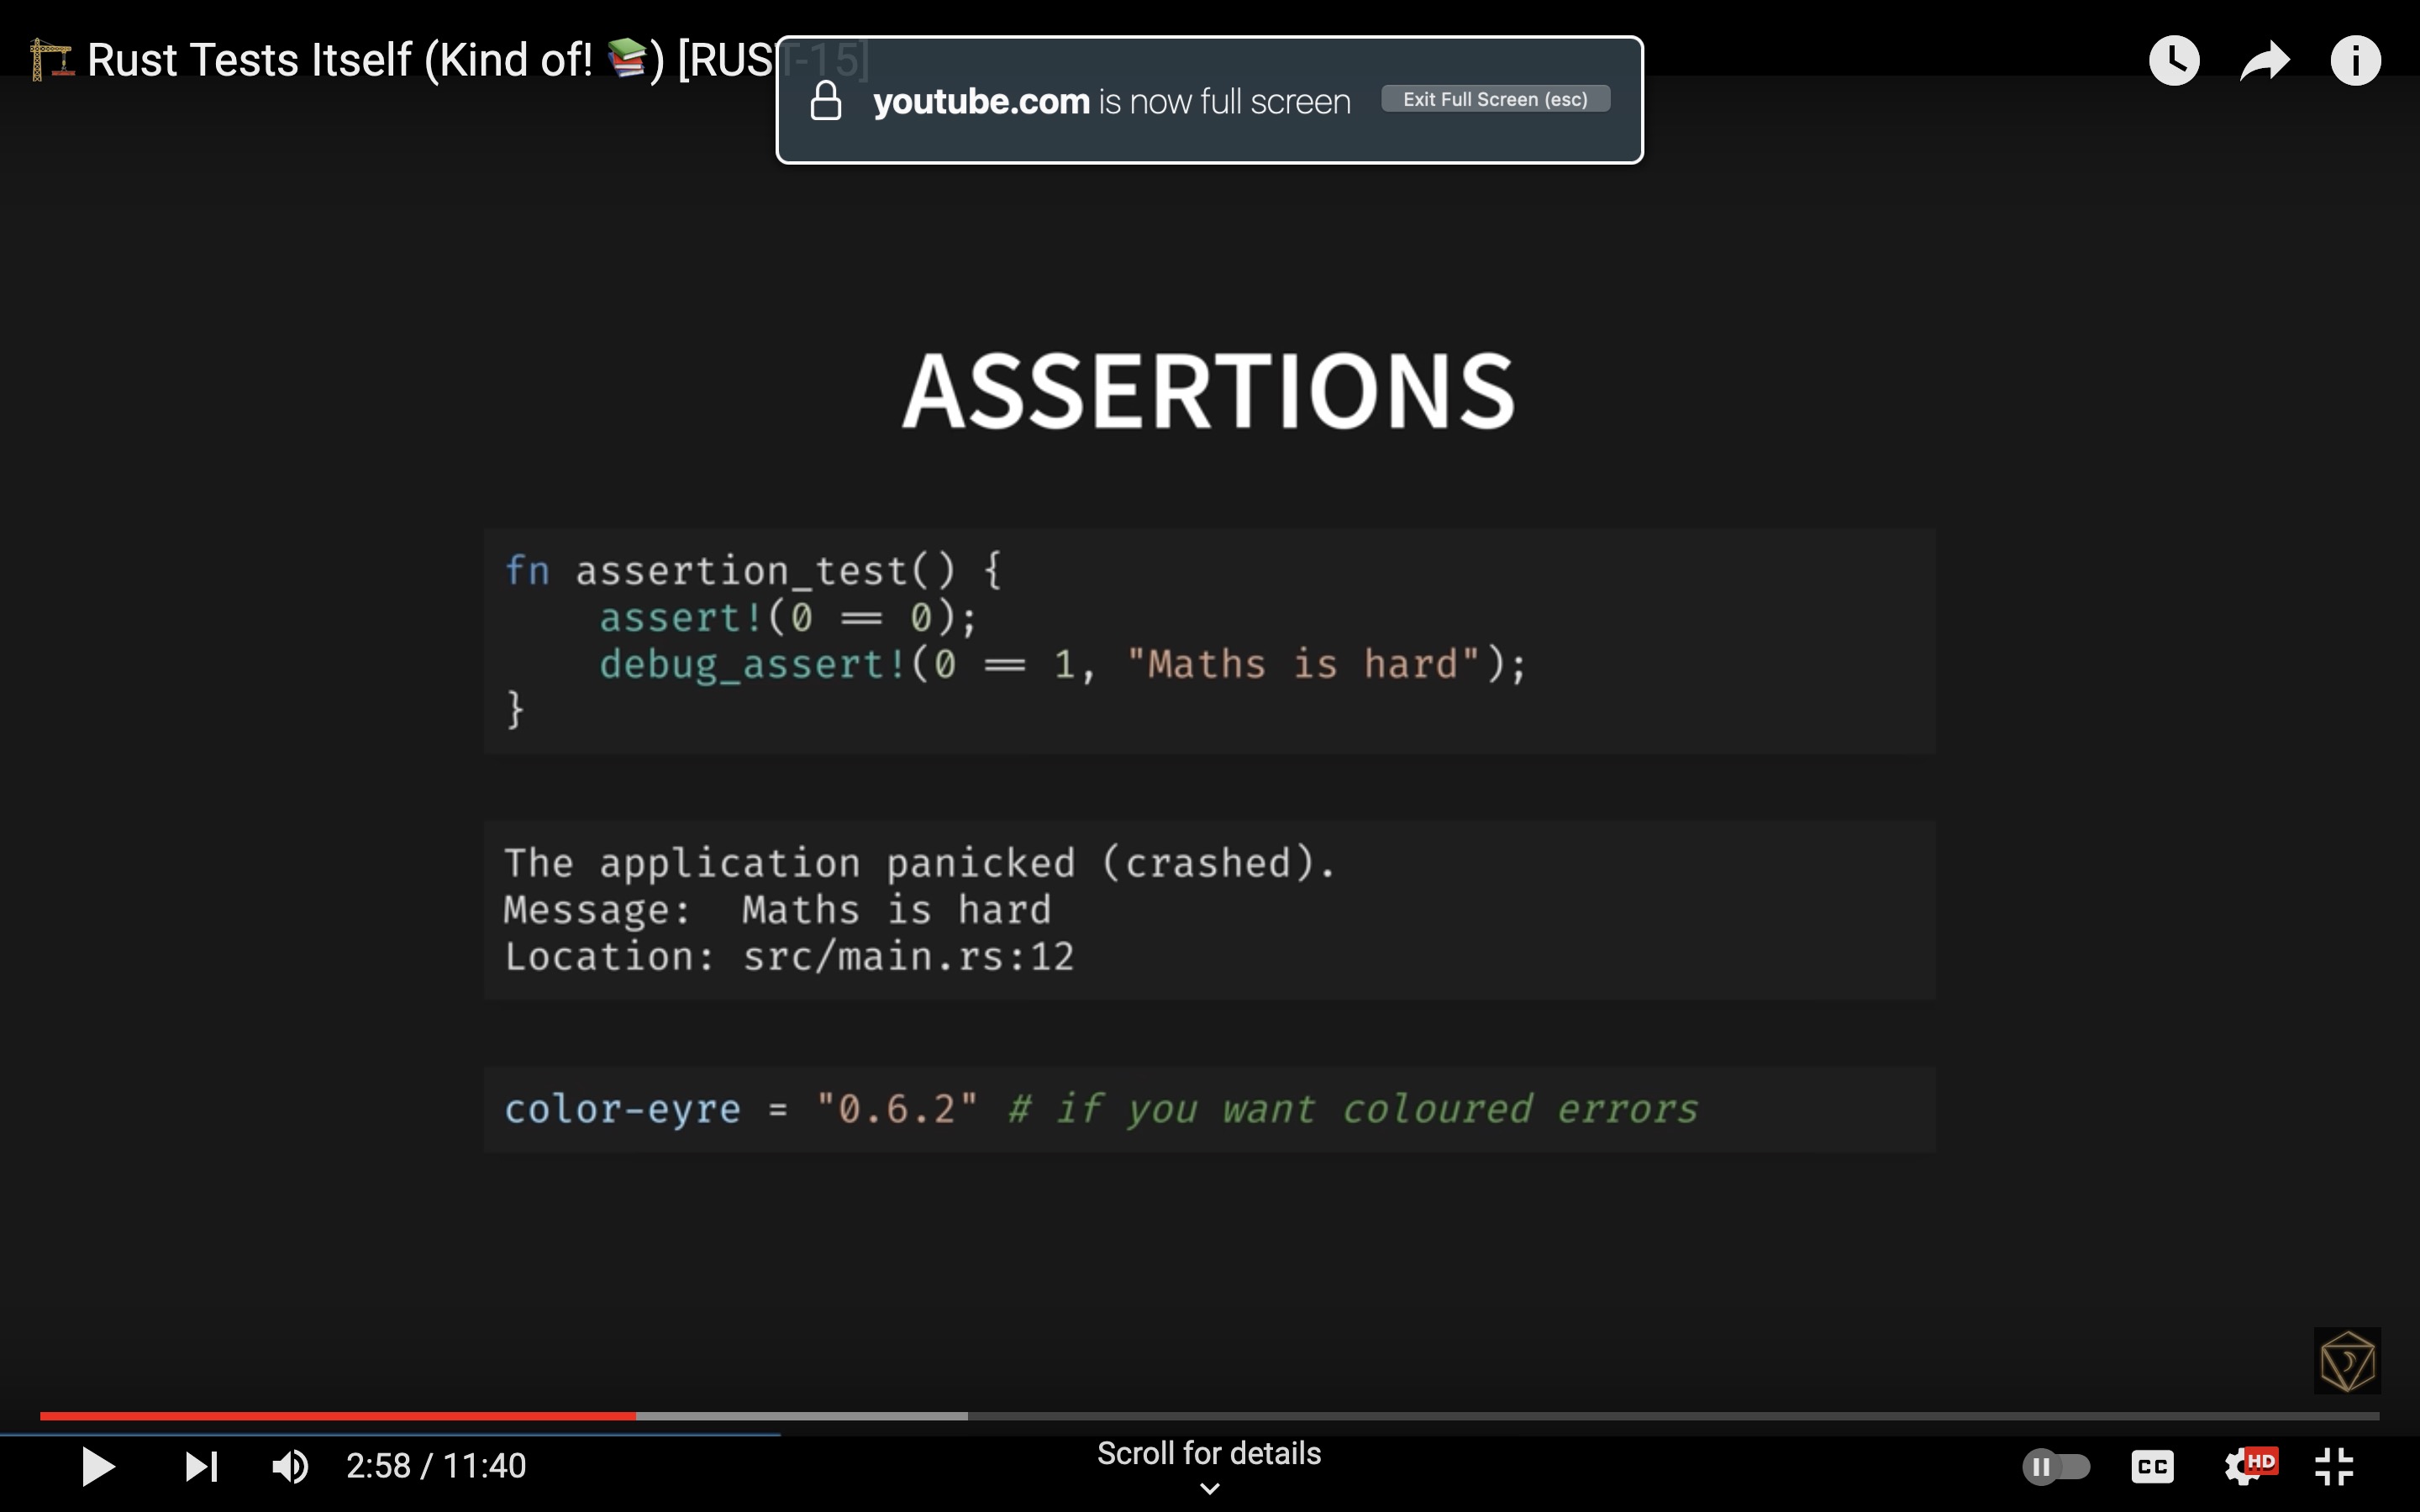 🏗️ Rust Tests Itself (Kind of! 📚) [RUST-15]
youtube.com is now full screen
Exit Full Screen (esc)
ASSERTIONS
fn assertion_test() {
    assert!(0 == 0);
    debug_assert!(0 == 1, "Maths is hard");
}
The application panicked (crashed).
Message:  Maths is hard
Location: src/main.rs:12
color-eyre = "0.6.2" # if you want coloured errors
2:58 / 11:40
Scroll for details
CC
HD